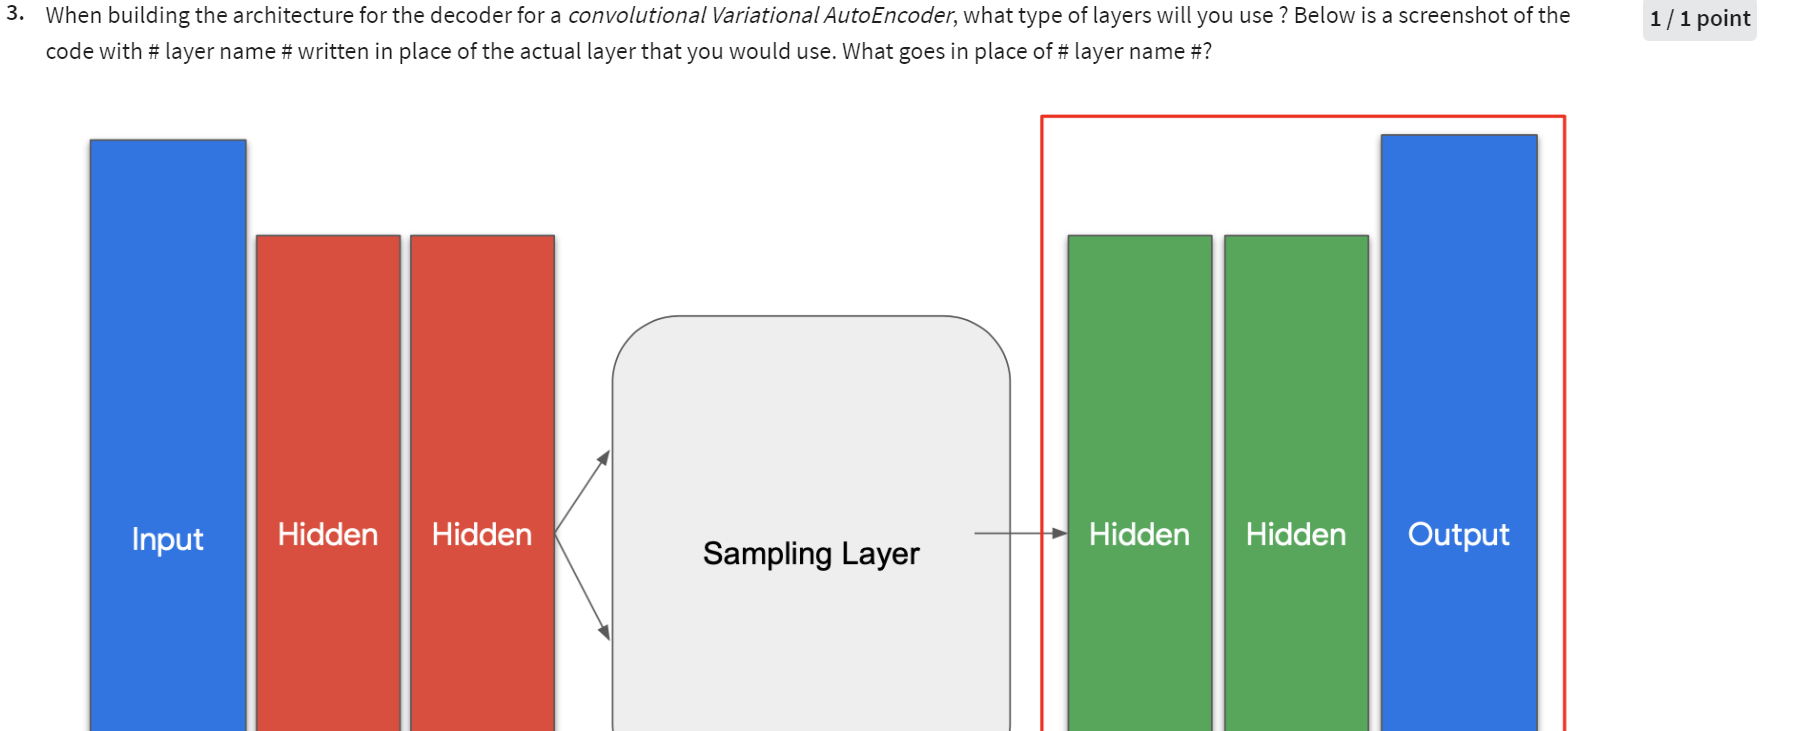 3. When building the architecture for the decoder for a convolutional Variational AutoEncoder, what type of layers will you use ? Below is a screenshot of the
1 / 1 point
code with # layer name # written in place of the actual layer that you would use. What goes in place of # layer name #?
Input
Hidden
Hidden
Sampling Layer
Hidden
Hidden
Output